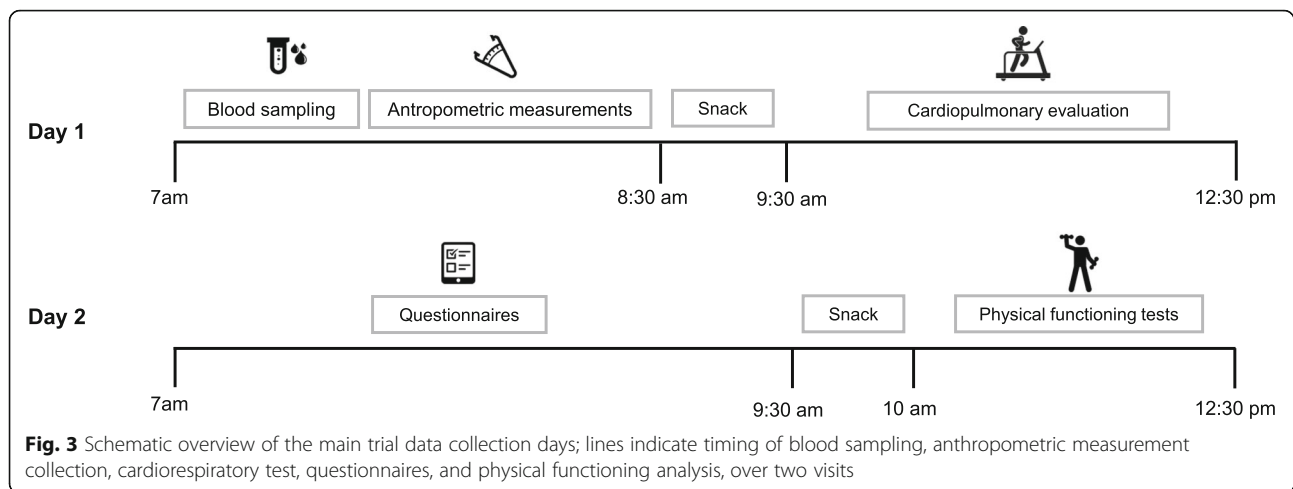 Blood sampling
Antropometric measurements
Snack
Cardiopulmonary evaluation
Day 1
7am
8:30 am
9:30 am
12:30 pm
Questionnaires
Snack
Physical functioning tests
Day 2
7am
9:30 am
10 am
12:30 pm
Fig. 3 Schematic overview of the main trial data collection days; lines indicate timing of blood sampling, anthropometric measurement
collection, cardiorespiratory test, questionnaires, and physical functioning analysis, over two visits